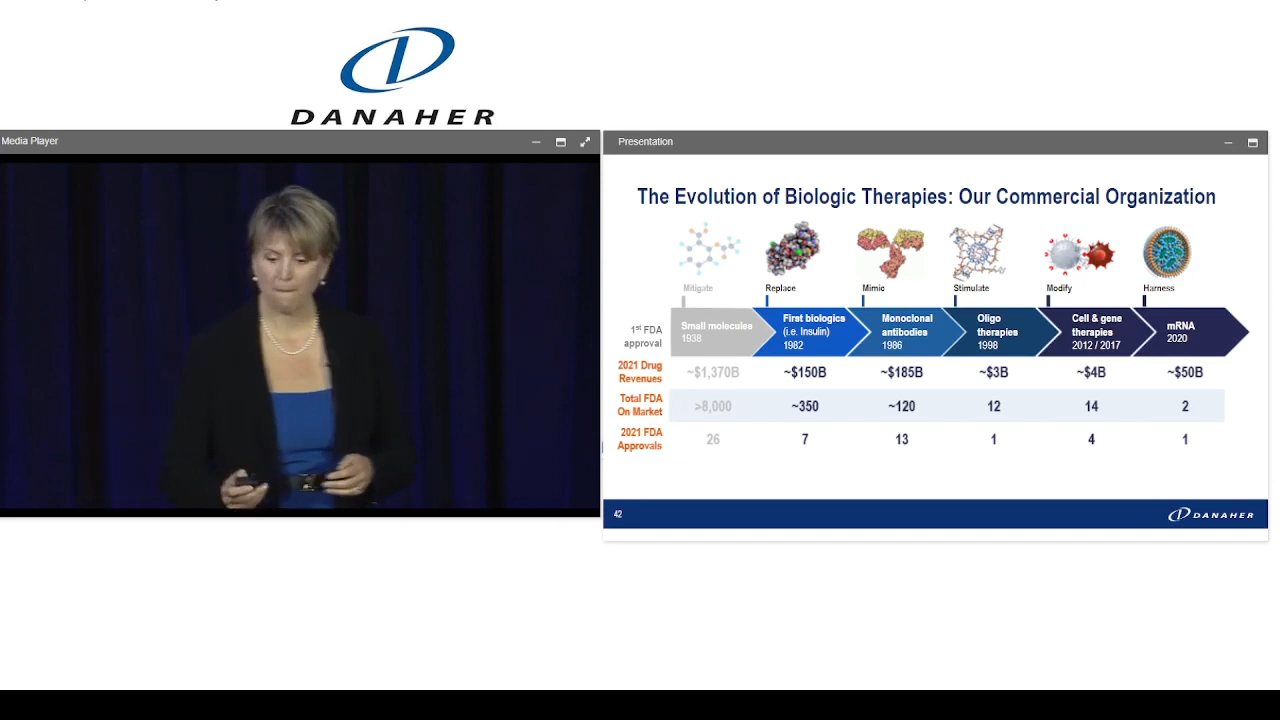 DANAHER
Media Player
Presentation
The Evolution of Biologic Therapies: Our Commercial Organization
Mitigate Replace Mimic Stimulate Modify Harness
1st FDA approval
Small molecules 1938
First biologics (i.e. Insulin) 1982
Monoclonal antibodies 1986
Oligo therapies 1998
Cell & gene therapies 2012 / 2017
mRNA 2020
2021 Drug Revenues ~$1,370B ~$150B ~$185B ~$3B ~$4B ~$50B
Total FDA On Market >8,000 ~350 ~120 12 14 2
2021 FDA Approvals 26 7 13 1 4 1
42
DANAHER